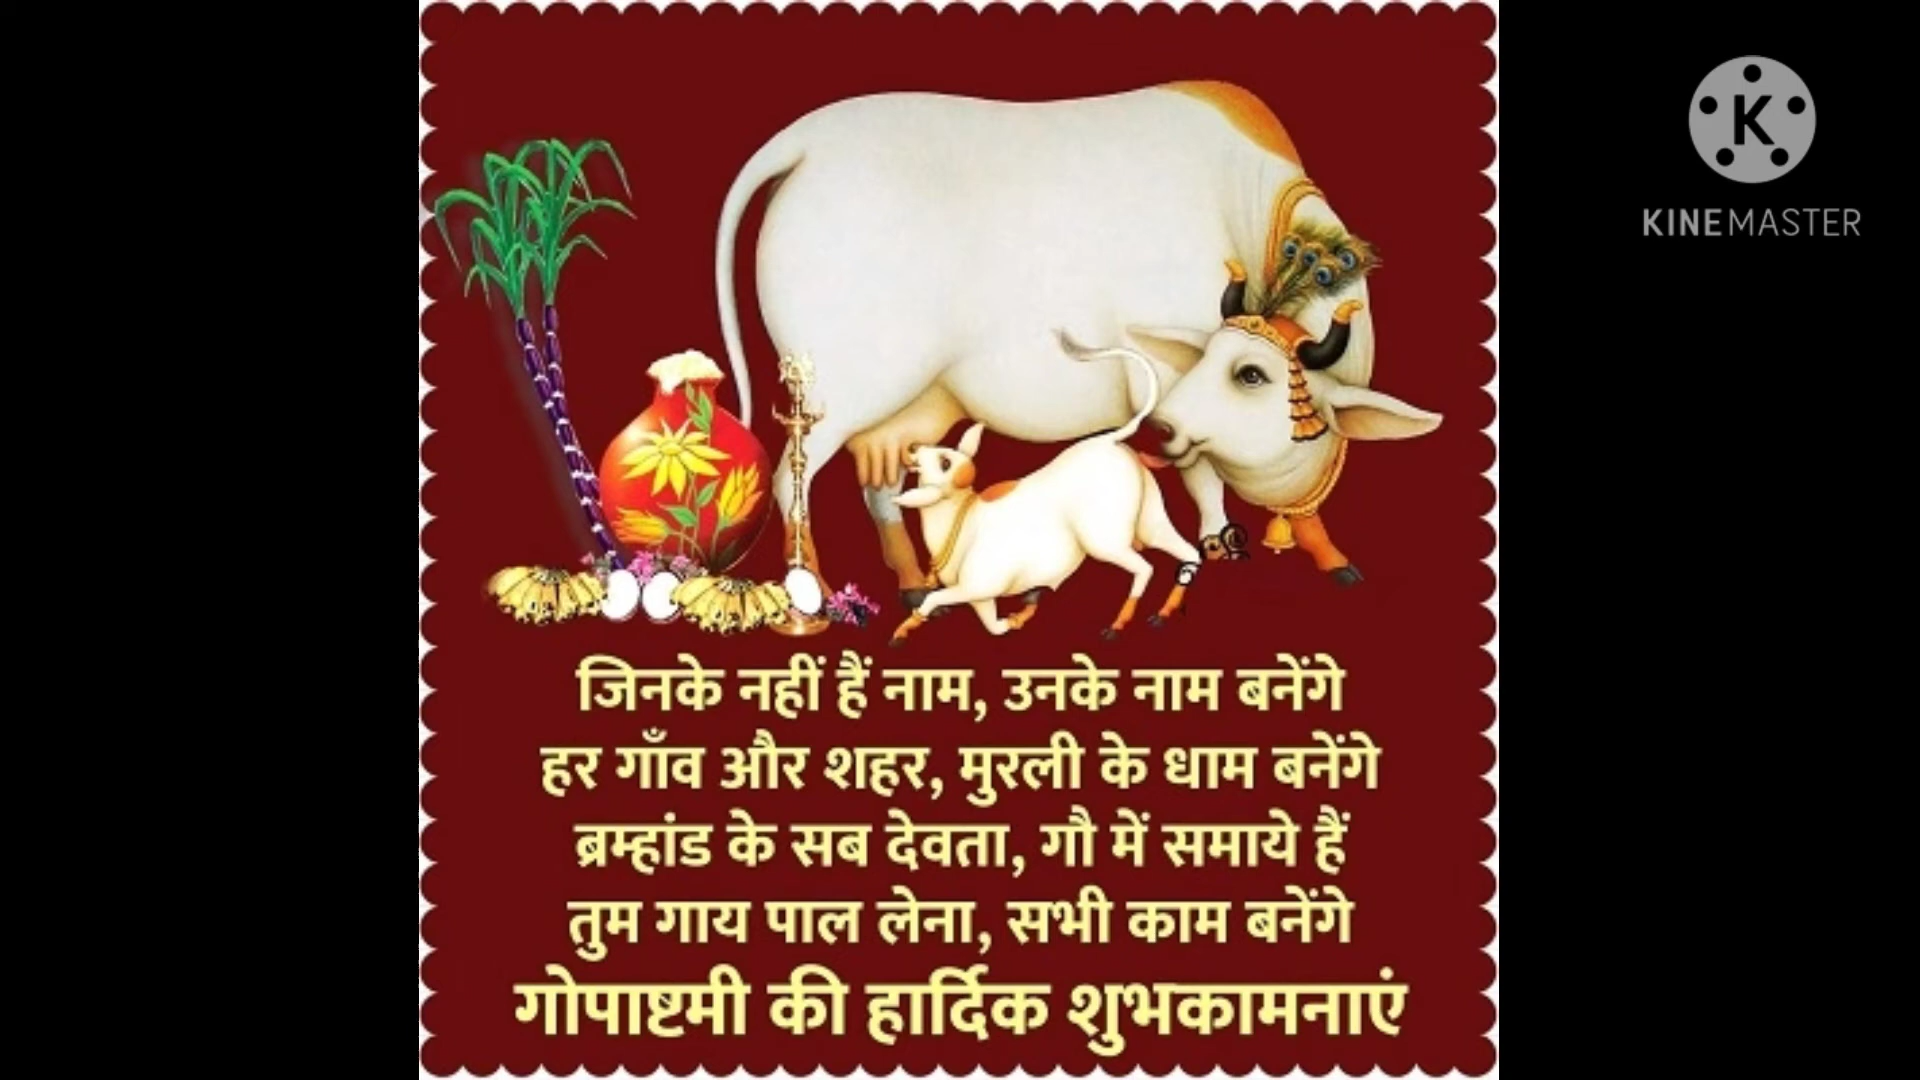 जिनके नहीं हैं नाम, उनके नाम बनेंगे
हर गाँव और शहर, मुरली के धाम बनेंगे
ब्रम्हांड के सब देवता, गौ में समाये हैं
तुम गाय पाल लेना, सभी काम बनेंगे
गोपाष्टमी की हार्दिक शुभकामनाएं
K
KINEMASTER